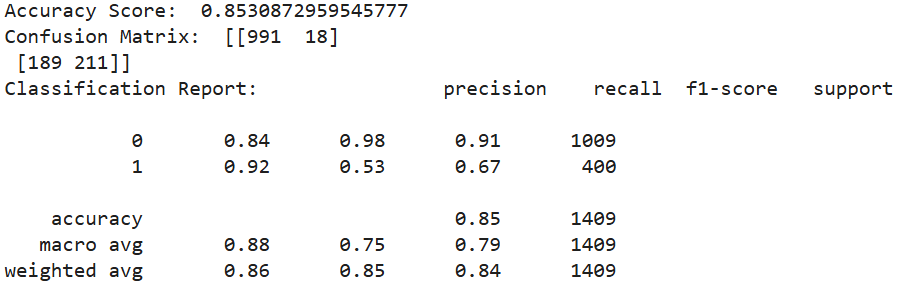 Accuracy Score:  0.8530872959545777
Confusion Matrix:  [[991  18]
 [189 211]]
Classification Report:               precision    recall  f1-score   support

           0       0.84      0.98      0.91      1009
           1       0.92      0.53      0.67       400

    accuracy                           0.85      1409
   macro avg       0.88      0.75      0.79      1409
weighted avg       0.86      0.85      0.84      1409